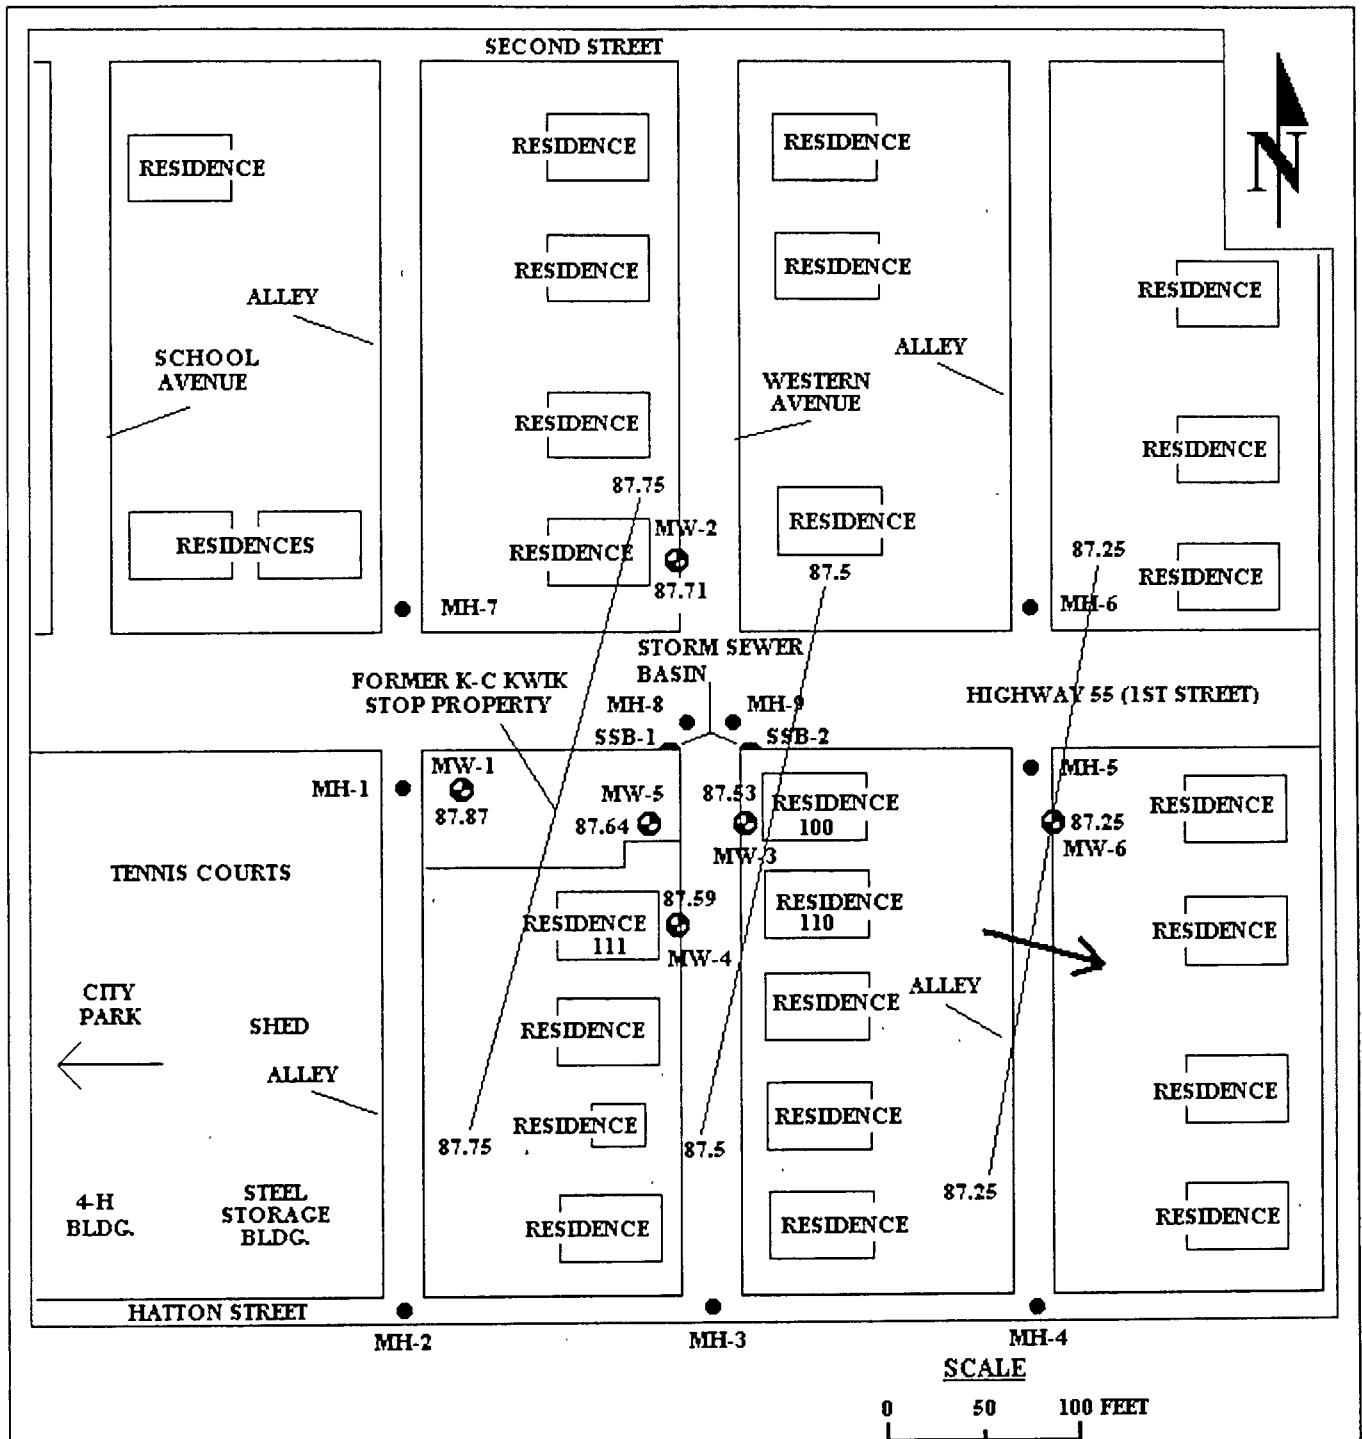 SECOND STREET
N
RESIDENCE
RESIDENCE
RESIDENCE
RESIDENCE
RESIDENCE
RESIDENCE
ALLEY
ALLEY
SCHOOL
AVENUE
WESTERN
AVENUE
RESIDENCE
RESIDENCE
87.75
RESIDENCE
MW-2
87.71
RESIDENCE
87.5
87.25
RESIDENCES
RESIDENCE
MH-7
MH-6
RESIDENCE
STORM SEWER
BASIN
FORMER K-C KWIK
STOP PROPERTY
MH-8
MH-9
HIGHWAY 55 (1ST STREET)
SSB-1
SSB-2
MH-1
MW-1
87.87
MW-5
87.64
87.53
MW-3
RESIDENCE
100
MH-5
87.25
MW-6
RESIDENCE
TENNIS COURTS
RESIDENCE
111
87.59
MW-4
RESIDENCE
110
RESIDENCE
CITY
PARK
SHED
ALLEY
RESIDENCE
RESIDENCE
ALLEY
RESIDENCE
RESIDENCE
RESIDENCE
87.75
87.5
87.25
4-H
BLDG.
STEEL
STORAGE
BLDG.
RESIDENCE
RESIDENCE
RESIDENCE
HATTON STREET
MH-2
MH-3
MH-4
SCALE
0 50 100 FEET